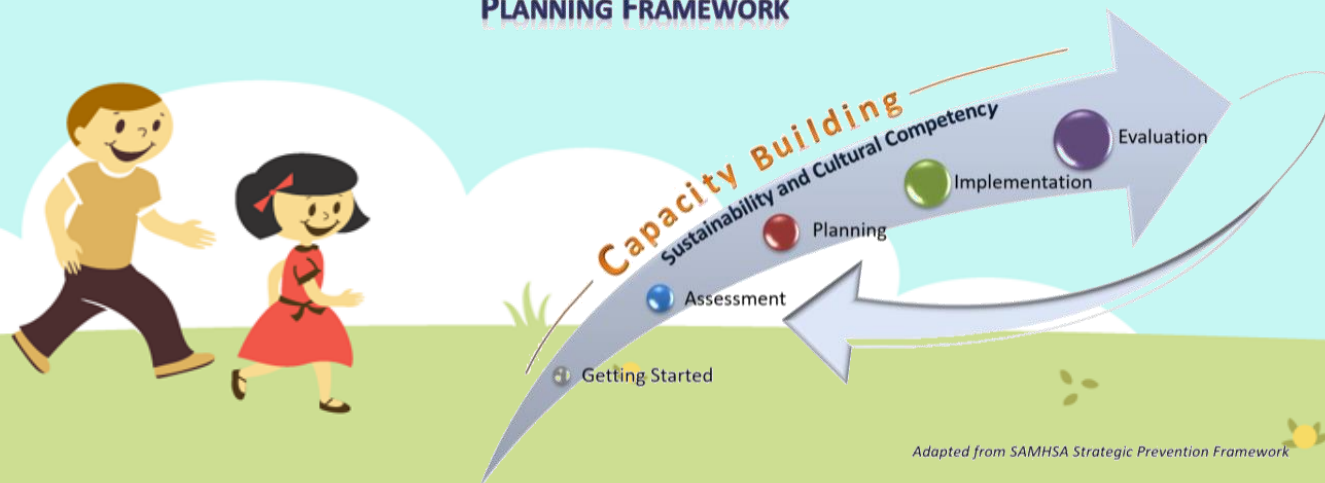 PLANNING FRAMEWORK
Capacity Building
Sustainability and Cultural Competency
Evaluation
Implementation
Planning
Assessment
Getting Started
Adapted from SAMHSA Strategic Prevention Framework